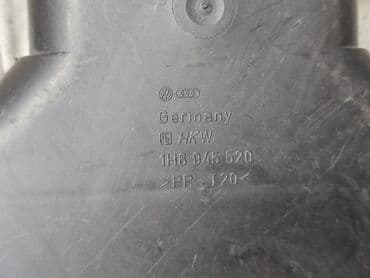 Germany
HKW
1H6 945 520
>PP-T20<